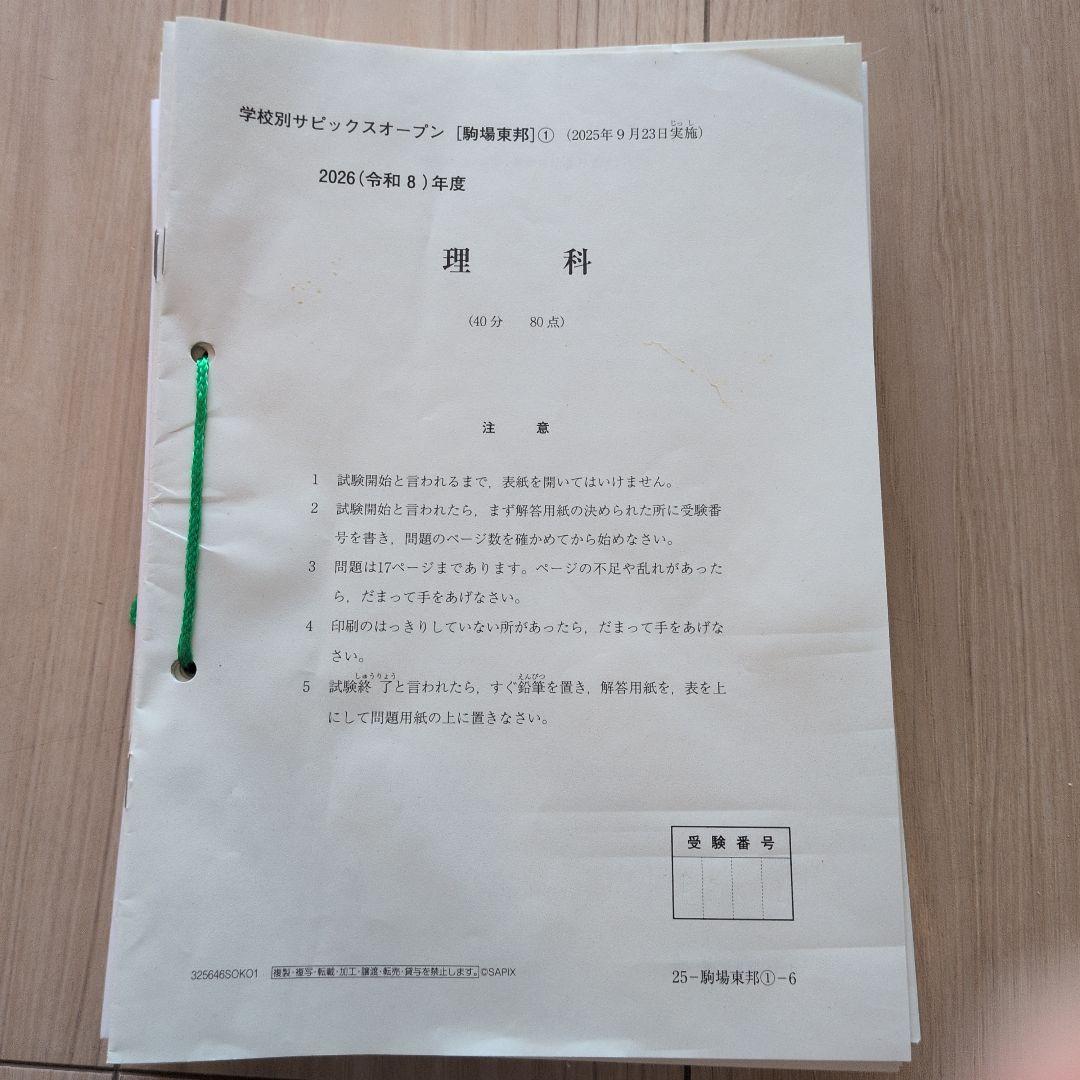 学校別サピックスオープン［駒場東邦］①（2025年9月23日実施）
じっし
2026（令和8）年度
理科
（40分　80点）
注意
1　試験開始と言われるまで，表紙を開いてはいけません。
2　試験開始と言われたら，まず解答用紙の決められた所に受験番
号を書き，問題のページ数を確かめてから始めなさい。
3　問題は17ページまであります。ページの不足や乱れがあった
ら，だまって手をあげなさい。
4　印刷のはっきりしていない所があったら，だまって手をあげな
さい。
しゅうりょう　えんぴつ
5　試験終了と言われたら，すぐ鉛筆を置き，解答用紙を，表を上
にして問題用紙の上に置きなさい。
受験番号
325646SOKO1　複製・複写・転載・加工・譲渡・転売・貸与を禁止します。©SAPIX
25－駒場東邦①－6